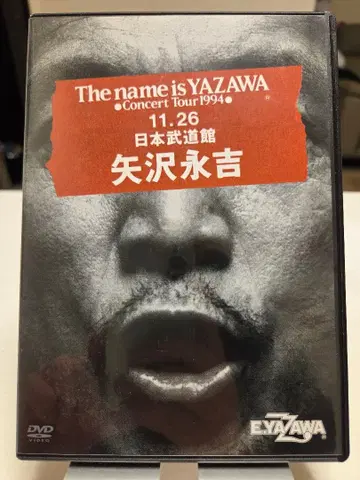 The name is YAZAWA
●Concert Tour 1994●
®
11.26
日本武道館
矢沢永吉
DVD
VIDEO
E.YAZAWA
®